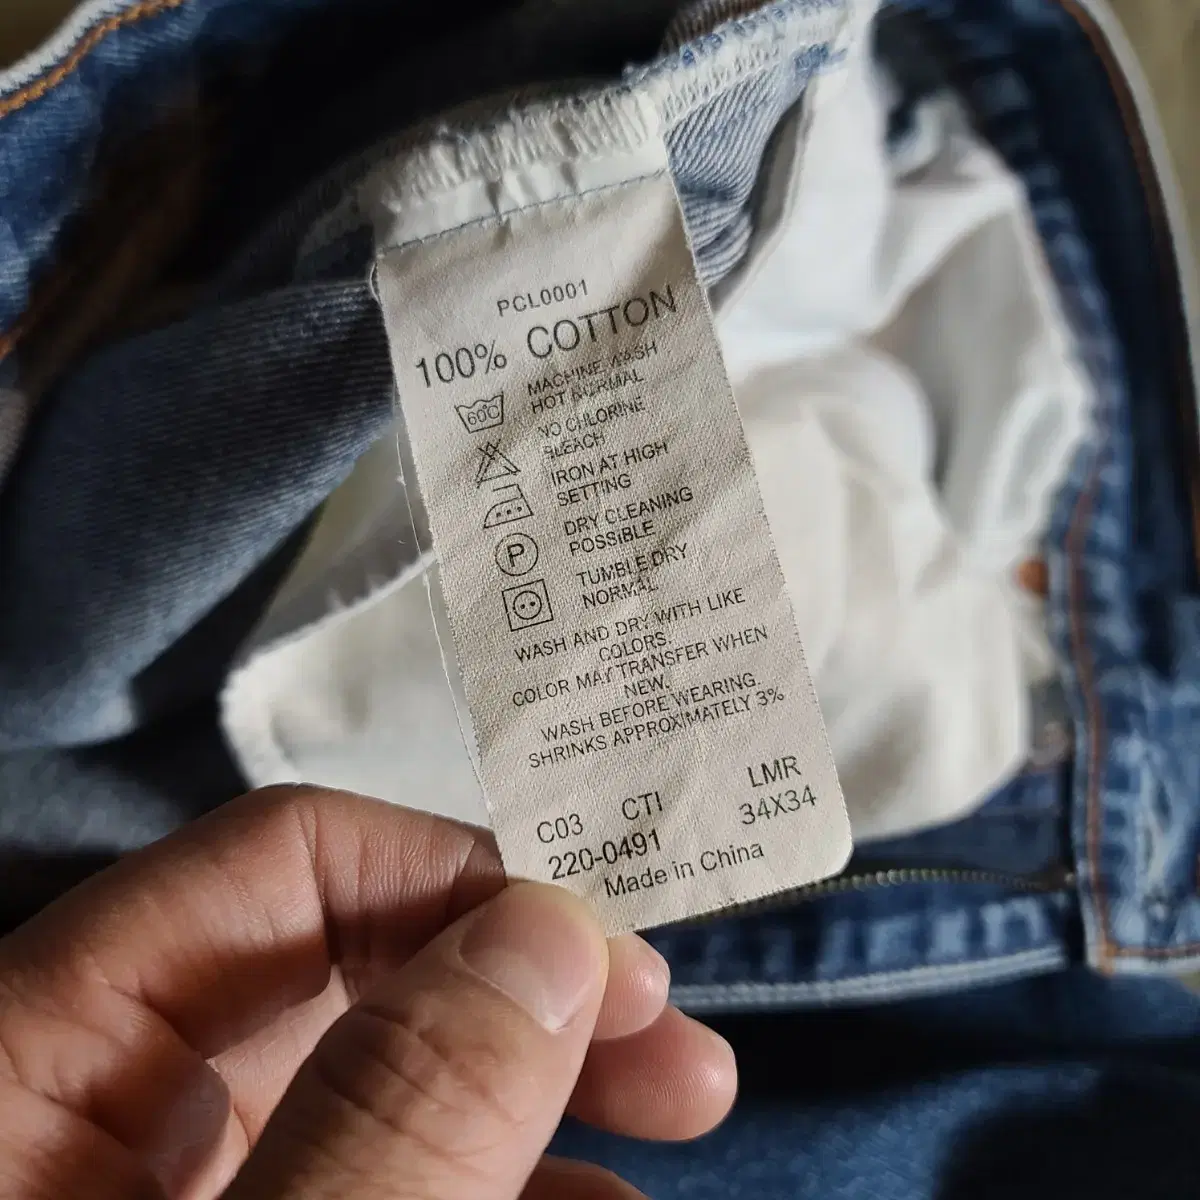 PCL0001
100% COTTON
60C
MACHINE WASH
HOT NORMAL
NO CHLORINE
BLEACH
IRON AT HIGH
SETTING
P
DRY CLEANING
POSSiBLE
TUMBLE DRY
NORMAL
WASH AND DRY WITH LIKE
COLORS.
COLOR MAY TRANSFER WHEN
NEW.
WASH BEFORE WEARING.
SHRINKS APPROXIMATELY 3%
LMR
C03 CTI 34X34
220-0491
Made in China